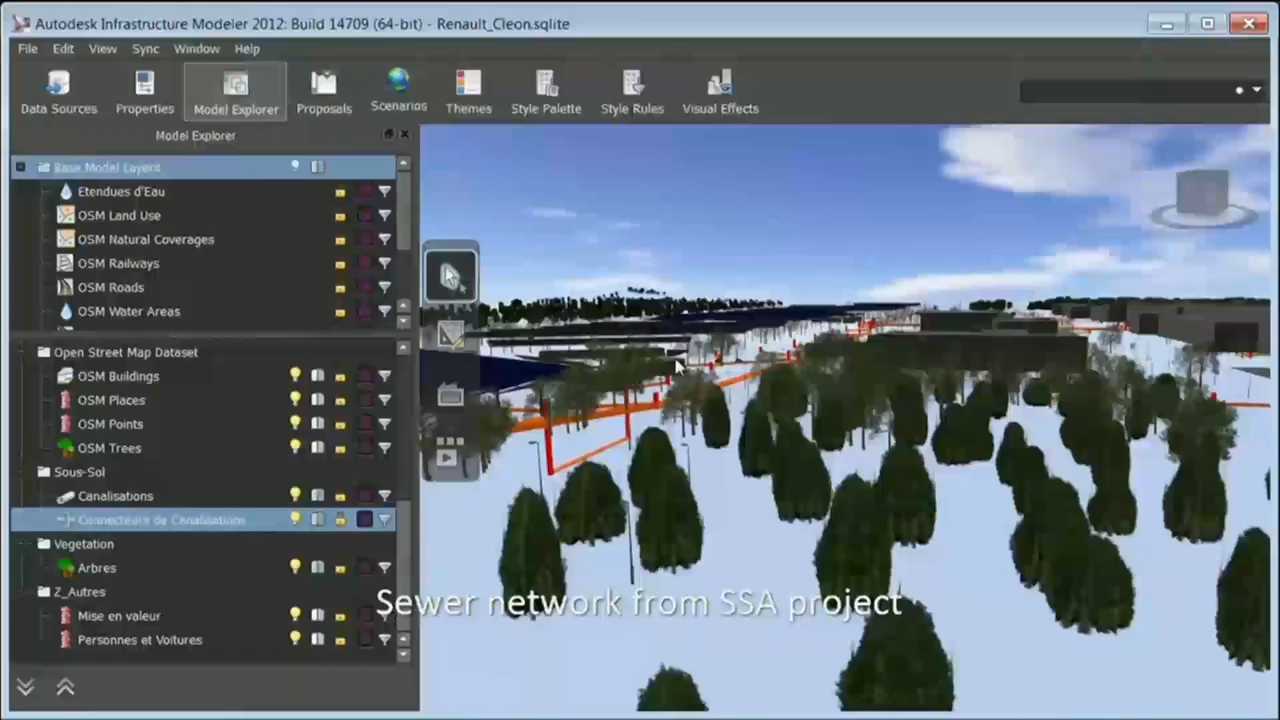 Autodesk Infrastructure Modeler 2012: Build 14709 (64-bit) - Renault_Cleon.sqlite
File Edit View Sync Window Help
Data Sources Properties Model Explorer Proposals Scenarios Themes Style Palette Style Rules Visual Effects
Model Explorer
Base Model Layers
Etendues d'Eau
OSM Land Use
OSM Natural Coverages
OSM Railways
OSM Roads
OSM Water Areas
Open Street Map Dataset
OSM Buildings
OSM Places
OSM Points
OSM Trees
Sous-Sol
Canalisations
Connecteurs de Canalisations
Vegetation
Arbres
Z_Autres
Mise en valeur
Personnes et Voitures
Sewer network from SSA project